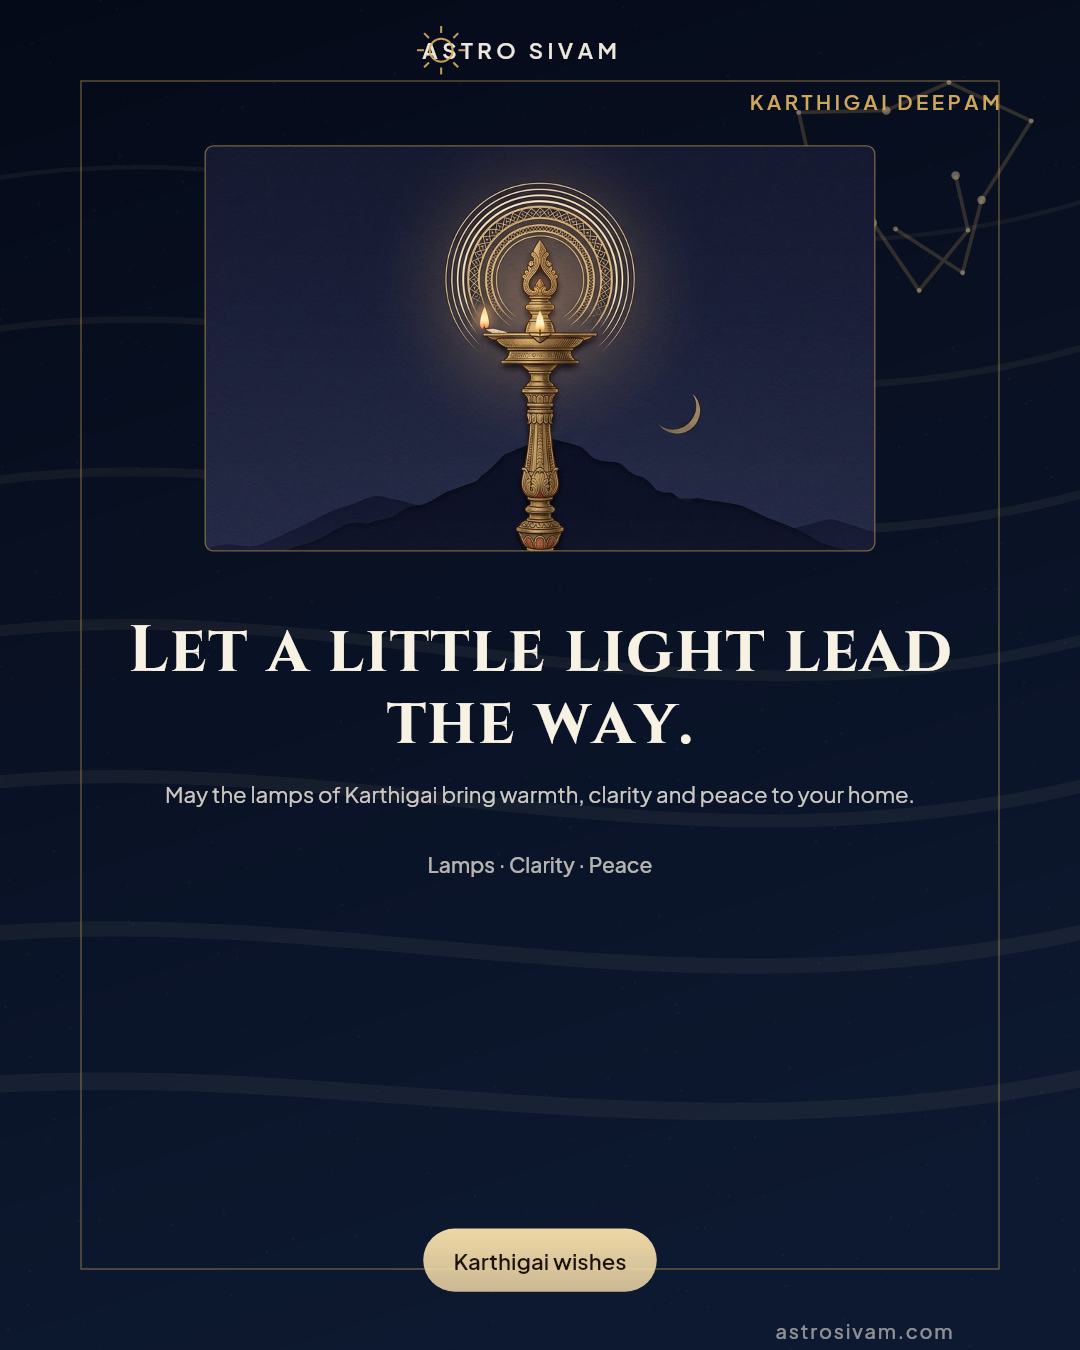 ASTRO SIVAM
KARTHIGAI DEEPAM
LET A LITTLE LIGHT LEAD
THE WAY.
May the lamps of Karthigai bring warmth, clarity and peace to your home.
Lamps · Clarity · Peace
Karthigai wishes
astrosivam.com